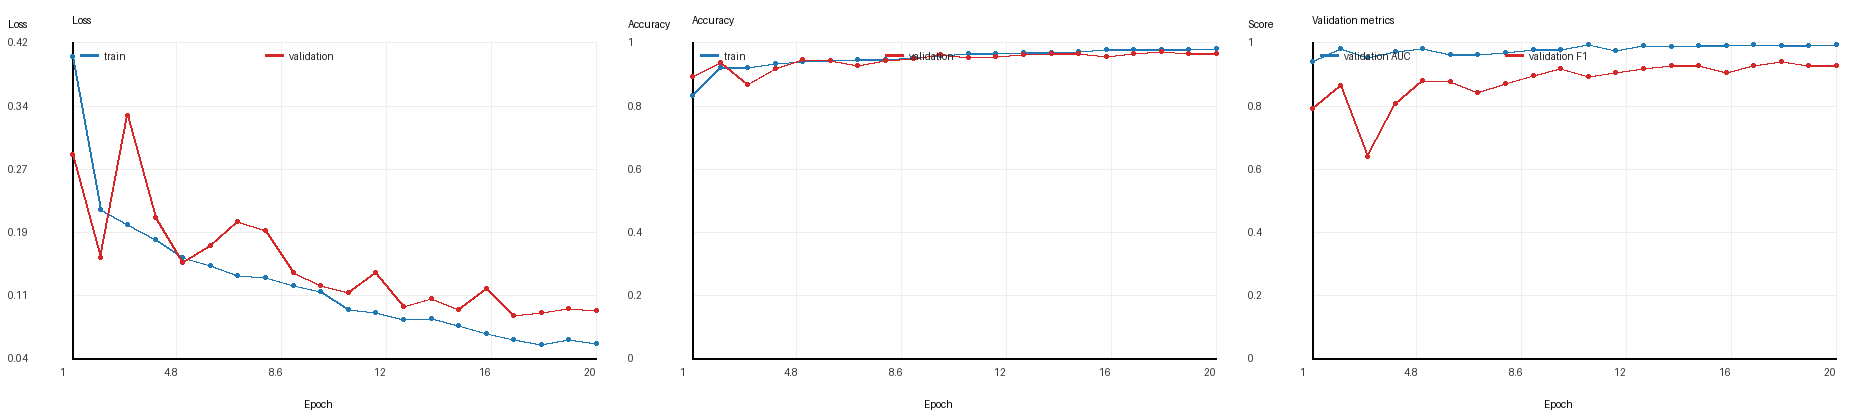 Loss
Loss
train
validation
0.42
0.34
0.27
0.19
0.11
0.04
1
4.8
8.6
12
16
20
Epoch
Accuracy
Accuracy
train
validation
1
0.8
0.6
0.4
0.2
0
1
4.8
8.6
12
16
20
Epoch
Score
Validation metrics
validation AUC
validation F1
1
0.8
0.6
0.4
0.2
0
1
4.8
8.6
12
16
20
Epoch